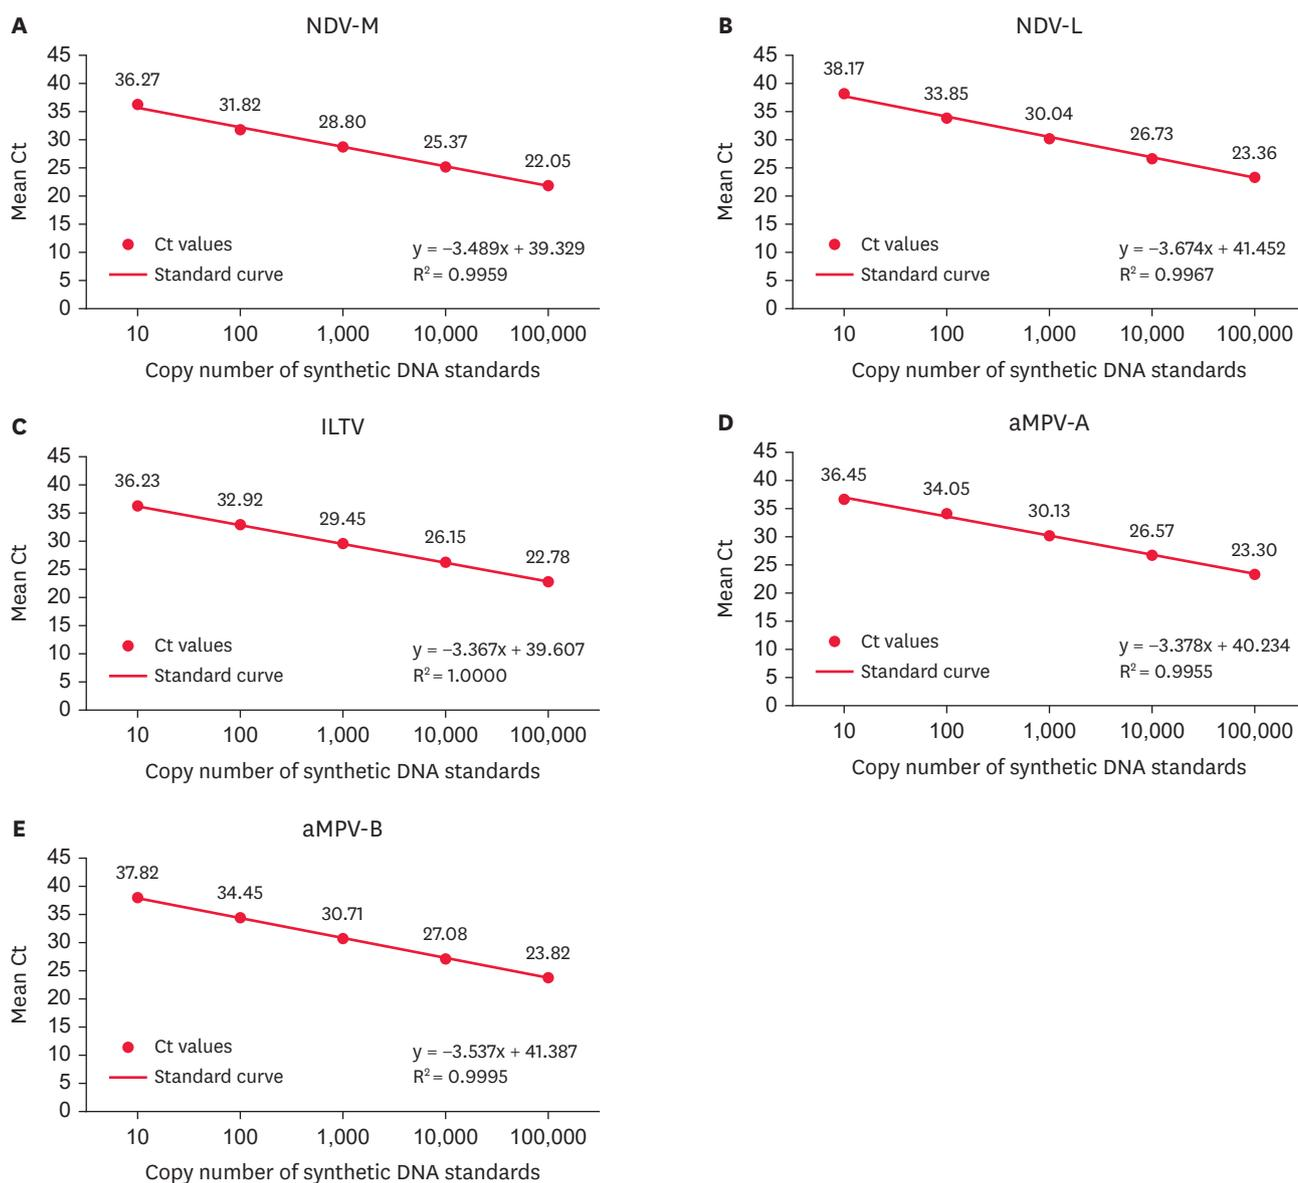 A NDV-M
45
40
35
30
25
20
15
10
5
0
Mean Ct
36.27
31.82
28.80
25.37
22.05
Ct values
Standard curve
y = −3.489x + 39.329
R² = 0.9959
10 100 1,000 10,000 100,000
Copy number of synthetic DNA standards
B NDV-L
45
40
35
30
25
20
15
10
5
0
Mean Ct
38.17
33.85
30.04
26.73
23.36
Ct values
Standard curve
y = −3.674x + 41.452
R² = 0.9967
10 100 1,000 10,000 100,000
Copy number of synthetic DNA standards
C ILTV
45
40
35
30
25
20
15
10
5
0
Mean Ct
36.23
32.92
29.45
26.15
22.78
Ct values
Standard curve
y = −3.367x + 39.607
R² = 1.0000
10 100 1,000 10,000 100,000
Copy number of synthetic DNA standards
D aMPV-A
45
40
35
30
25
20
15
10
5
0
Mean Ct
36.45
34.05
30.13
26.57
23.30
Ct values
Standard curve
y = −3.378x + 40.234
R² = 0.9955
10 100 1,000 10,000 100,000
Copy number of synthetic DNA standards
E aMPV-B
45
40
35
30
25
20
15
10
5
0
Mean Ct
37.82
34.45
30.71
27.08
23.82
Ct values
Standard curve
y = −3.537x + 41.387
R² = 0.9995
10 100 1,000 10,000 100,000
Copy number of synthetic DNA standards